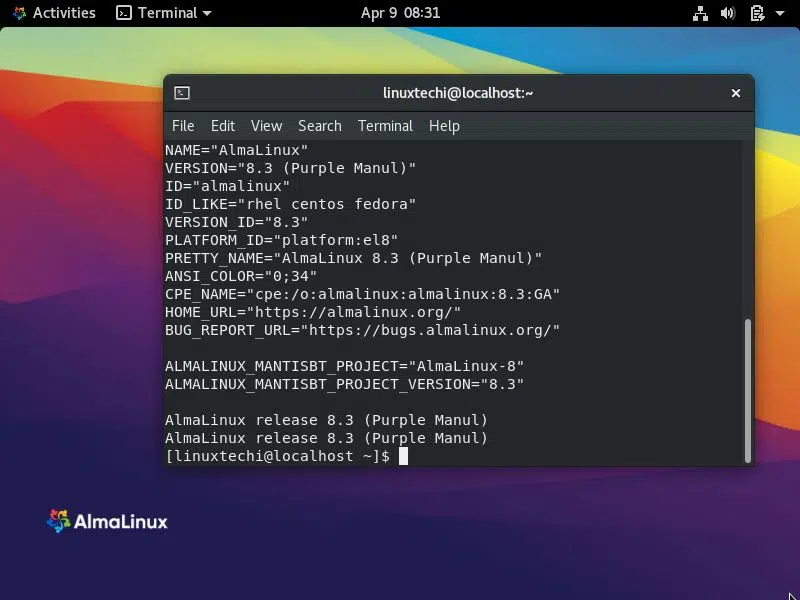 Activities Terminal Apr 9 08:31
linuxtechi@localhost:~
File Edit View Search Terminal Help
NAME="AlmaLinux"
VERSION="8.3 (Purple Manul)"
ID="almalinux"
ID_LIKE="rhel centos fedora"
VERSION_ID="8.3"
PLATFORM_ID="platform:el8"
PRETTY_NAME="AlmaLinux 8.3 (Purple Manul)"
ANSI_COLOR="0;34"
CPE_NAME="cpe:/o:almalinux:almalinux:8.3:GA"
HOME_URL="https://almalinux.org/"
BUG_REPORT_URL="https://bugs.almalinux.org/"
ALMALINUX_MANTISBT_PROJECT="AlmaLinux-8"
ALMALINUX_MANTISBT_PROJECT_VERSION="8.3"
AlmaLinux release 8.3 (Purple Manul)
AlmaLinux release 8.3 (Purple Manul)
[linuxtechi@localhost ~]$
AlmaLinux